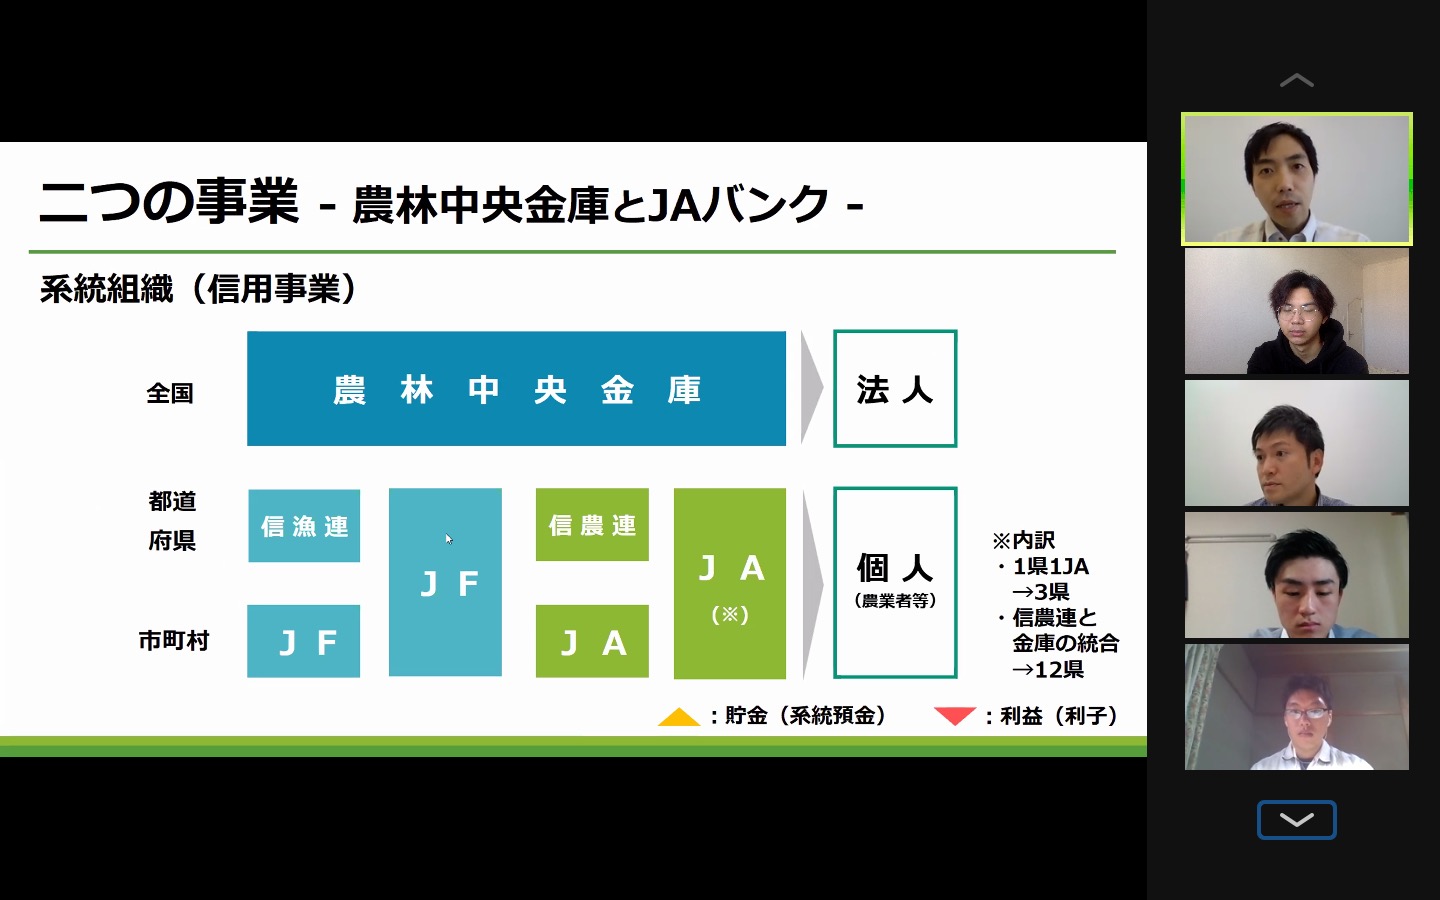 二つの事業 - 農林中央金庫とJAバンク -
系統組織（信用事業）
全国
農 林 中 央 金 庫
法 人
都道
府県
信 漁 連
J F
信 農 連
J A
(※)
個 人
（農業者等）
市町村
J F
J A
※内訳
・1県1JA
→3県
・信農連と
金庫の統合
→12県
：貯金（系統預金）
：利益（利子）